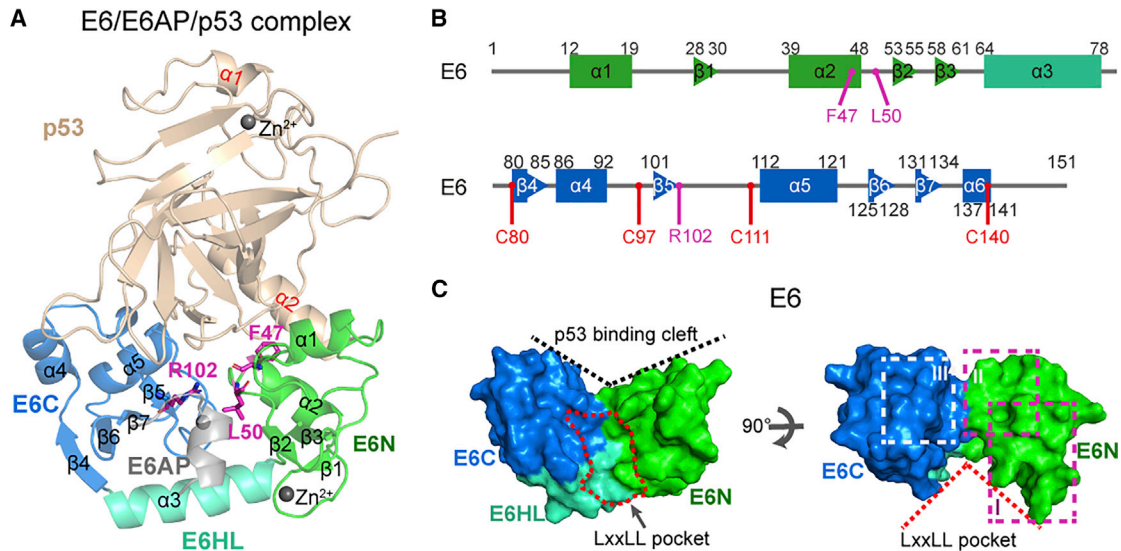 A
E6/E6AP/p53 complex
α1
p53
Zn2+
α2
F47
α1
α4
α5
R102
β5
α2
E6C
β7
L50
β6
β2
β3
β4
E6AP
β1
α3
Zn2+
E6HL
B
1 12 19 28 30 39 48 53 55 58 61 64 78
E6 α1 β1 α2 β2 β3 α3
F47 L50
80 85 86 92 101 112 121 131 134 151
E6 β4 α4 β5 α5 β6 β7 α6
125 128 137 141
C80 C97 R102 C111 C140
C
E6
p53 binding cleft
III II
90°
E6C
E6N
E6C
E6N
E6HL
I
LxxLL pocket
LxxLL pocket
E6N